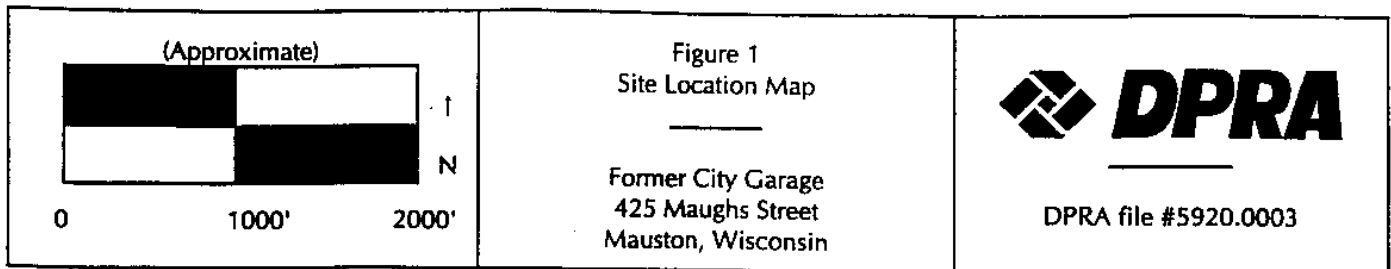 (Approximate)
↑
N
0 1000' 2000'
Figure 1
Site Location Map
Former City Garage
425 Maughs Street
Mauston, Wisconsin
DPRA
DPRA file #5920.0003